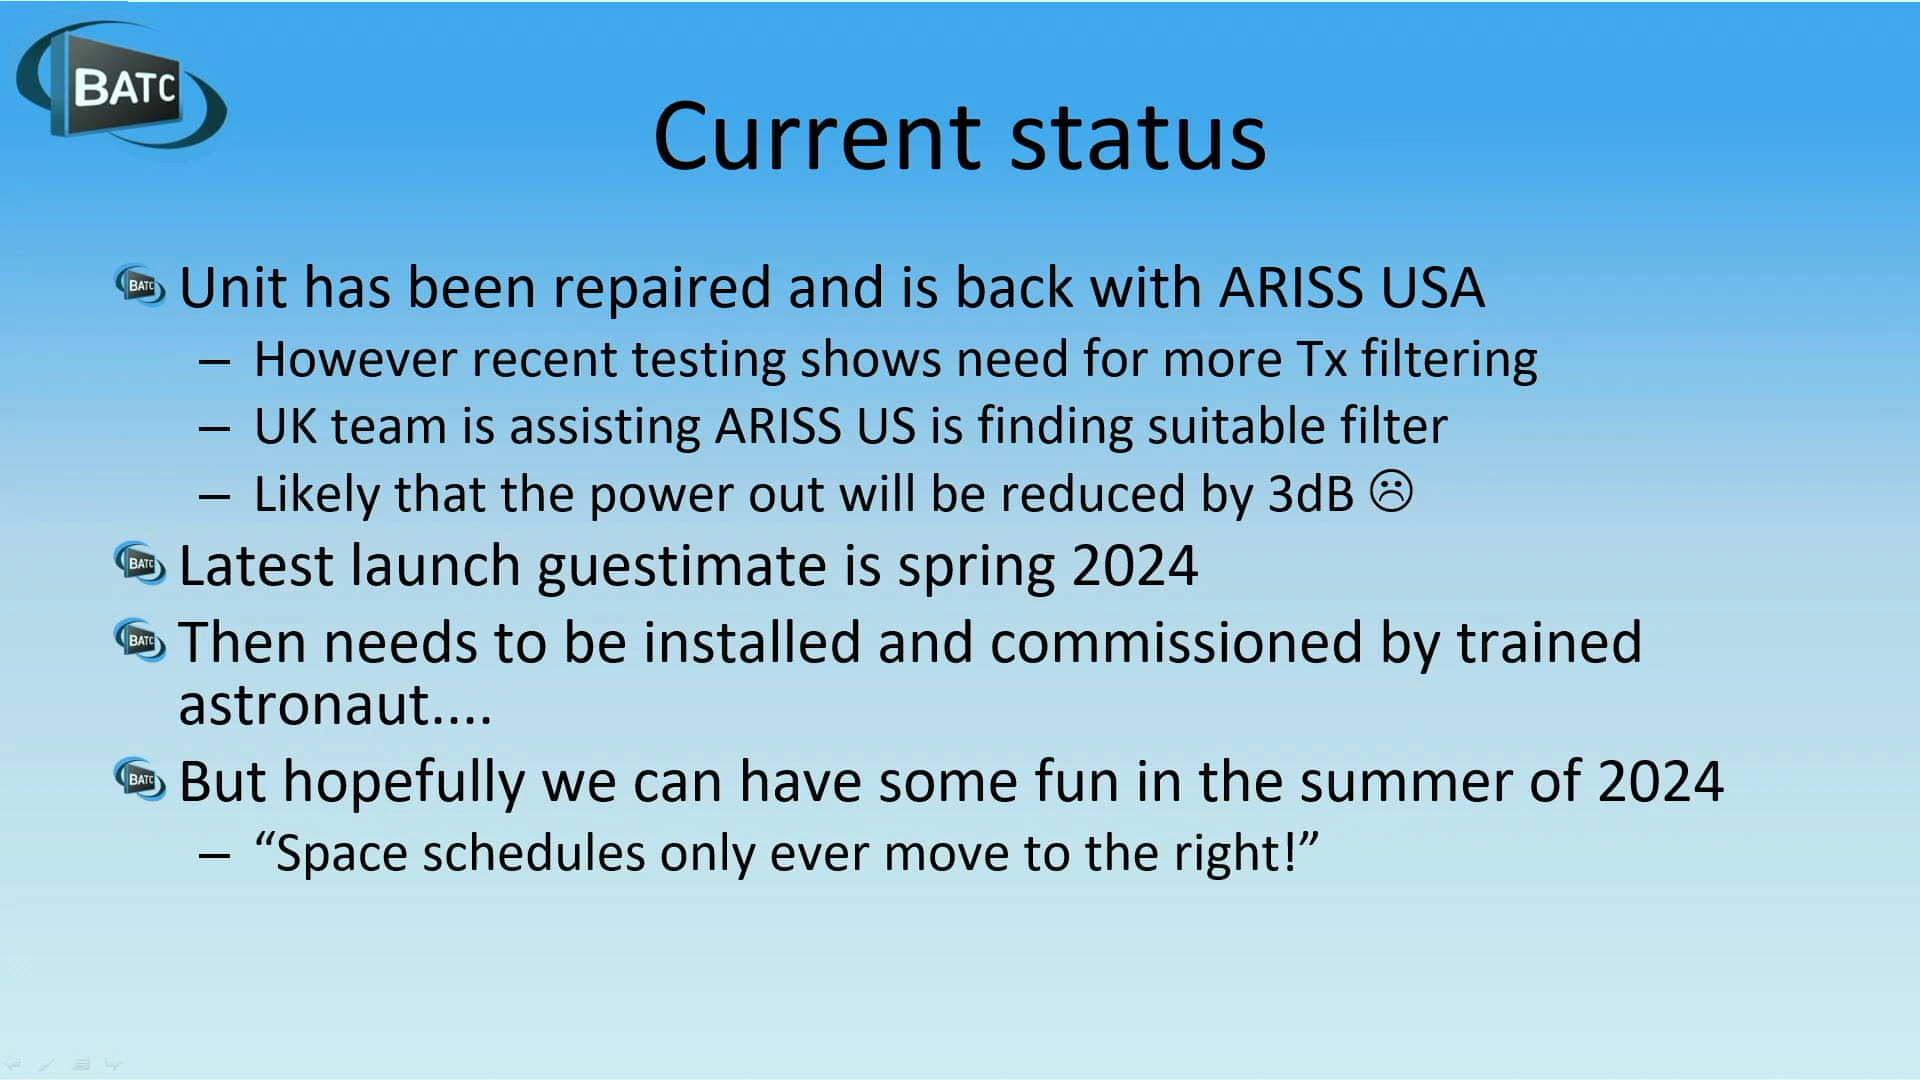 BATC
Current status
Unit has been repaired and is back with ARISS USA
– However recent testing shows need for more Tx filtering
– UK team is assisting ARISS US is finding suitable filter
– Likely that the power out will be reduced by 3dB ☹
Latest launch guestimate is spring 2024
Then needs to be installed and commissioned by trained
astronaut....
But hopefully we can have some fun in the summer of 2024
– “Space schedules only ever move to the right!”